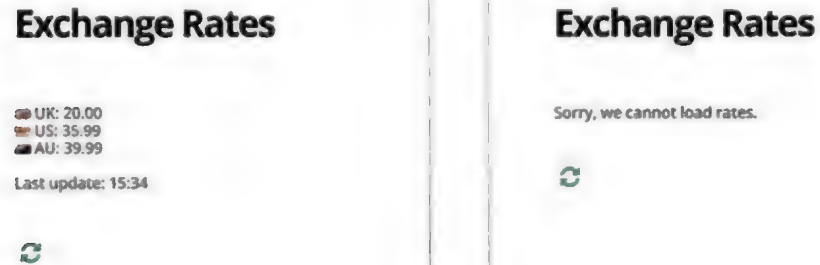 Exchange Rates
UK: 20.00
US: 35.99
AU: 39.99
Last update: 15:34
Exchange Rates
Sorry, we cannot load rates.